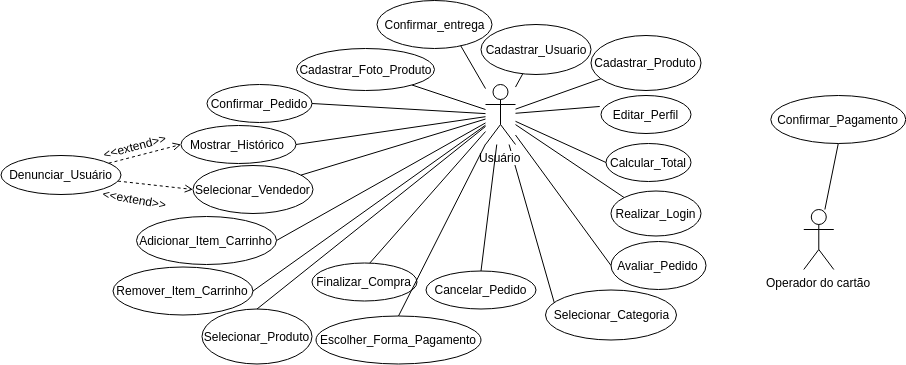 Confirmar_entrega
Cadastrar_Usuario
Cadastrar_Foto_Produto
Cadastrar_Produto
Confirmar_Pedido
Editar_Perfil
Confirmar_Pagamento
<<extend>>
Mostrar_Histórico
Usuário
Calcular_Total
Denunciar_Usuário
Selecionar_Vendedor
<<extend>>
Realizar_Login
Adicionar_Item_Carrinho
Avaliar_Pedido
Operador do cartão
Finalizar_Compra
Remover_Item_Carrinho
Cancelar_Pedido
Selecionar_Categoria
Selecionar_Produto
Escolher_Forma_Pagamento